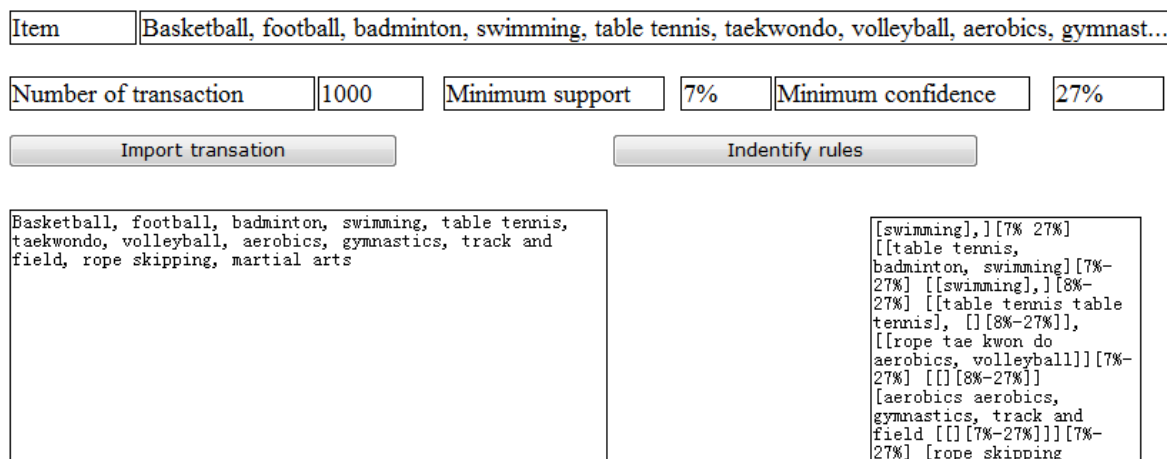 Item Basketball, football, badminton, swimming, table tennis, taekwondo, volleyball, aerobics, gymnast...
Number of transaction 1000 Minimum support 7% Minimum confidence 27%
Import transation Indentify rules
Basketball, football, badminton, swimming, table tennis,
taekwondo, volleyball, aerobics, gymnastics, track and
field, rope skipping, martial arts
[swimming],][7% 27%]
[[table tennis,
badminton, swimming][7%-
27%] [[swimming],][8%-
27%] [[table tennis table
tennis], [][8%-27%]],
[[rope tae kwon do
aerobics, volleyball]][7%-
27%] [[][8%-27%]]
[aerobics aerobics,
gymnastics, track and
field [[][7%-27%]]][7%-
27%] [rope skipping